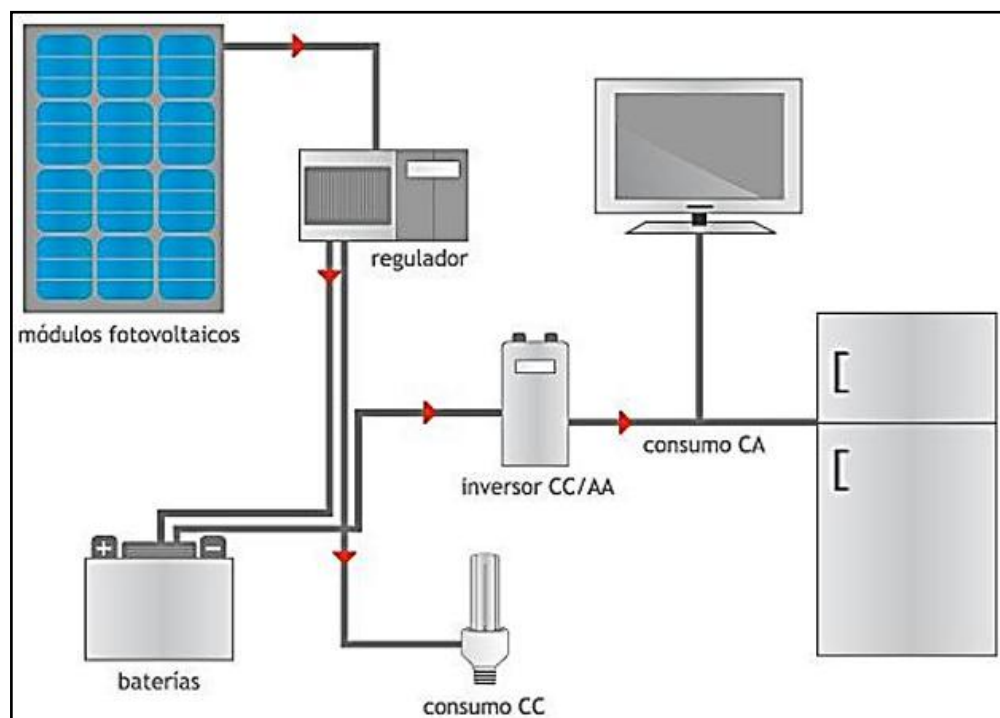 módulos fotovoltaicos
regulador
inversor CC/AA
consumo CA
+
-
baterías
consumo CC